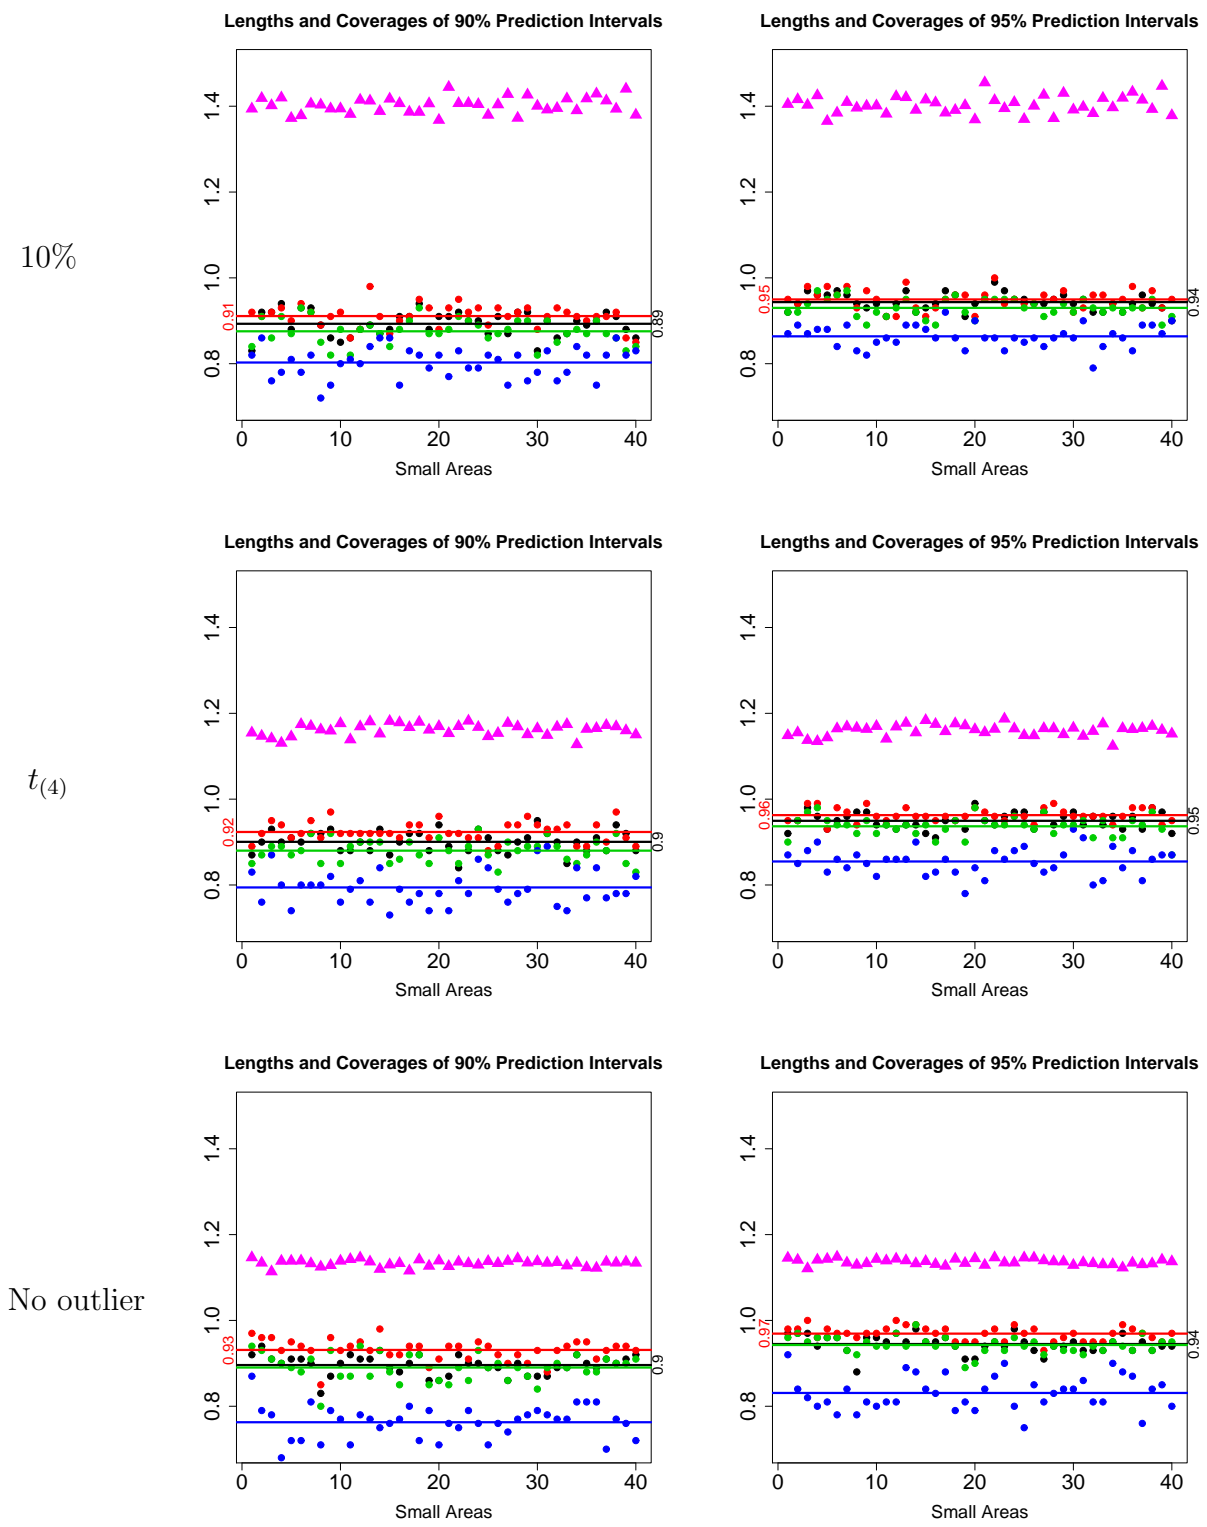 Lengths and Coverages of 90% Prediction Intervals
Lengths and Coverages of 95% Prediction Intervals
10%
0.8 1.0 1.2 1.4
0.91
0.89
0 10 20 30 40
Small Areas
0.8 1.0 1.2 1.4
0.95
0.94
0 10 20 30 40
Small Areas
Lengths and Coverages of 90% Prediction Intervals
Lengths and Coverages of 95% Prediction Intervals
t(4)
0.8 1.0 1.2 1.4
0.92
0.9
0 10 20 30 40
Small Areas
0.8 1.0 1.2 1.4
0.96
0.95
0 10 20 30 40
Small Areas
Lengths and Coverages of 90% Prediction Intervals
Lengths and Coverages of 95% Prediction Intervals
No outlier
0.8 1.0 1.2 1.4
0.93
0.9
0 10 20 30 40
Small Areas
0.8 1.0 1.2 1.4
0.97
0.94
0 10 20 30 40
Small Areas